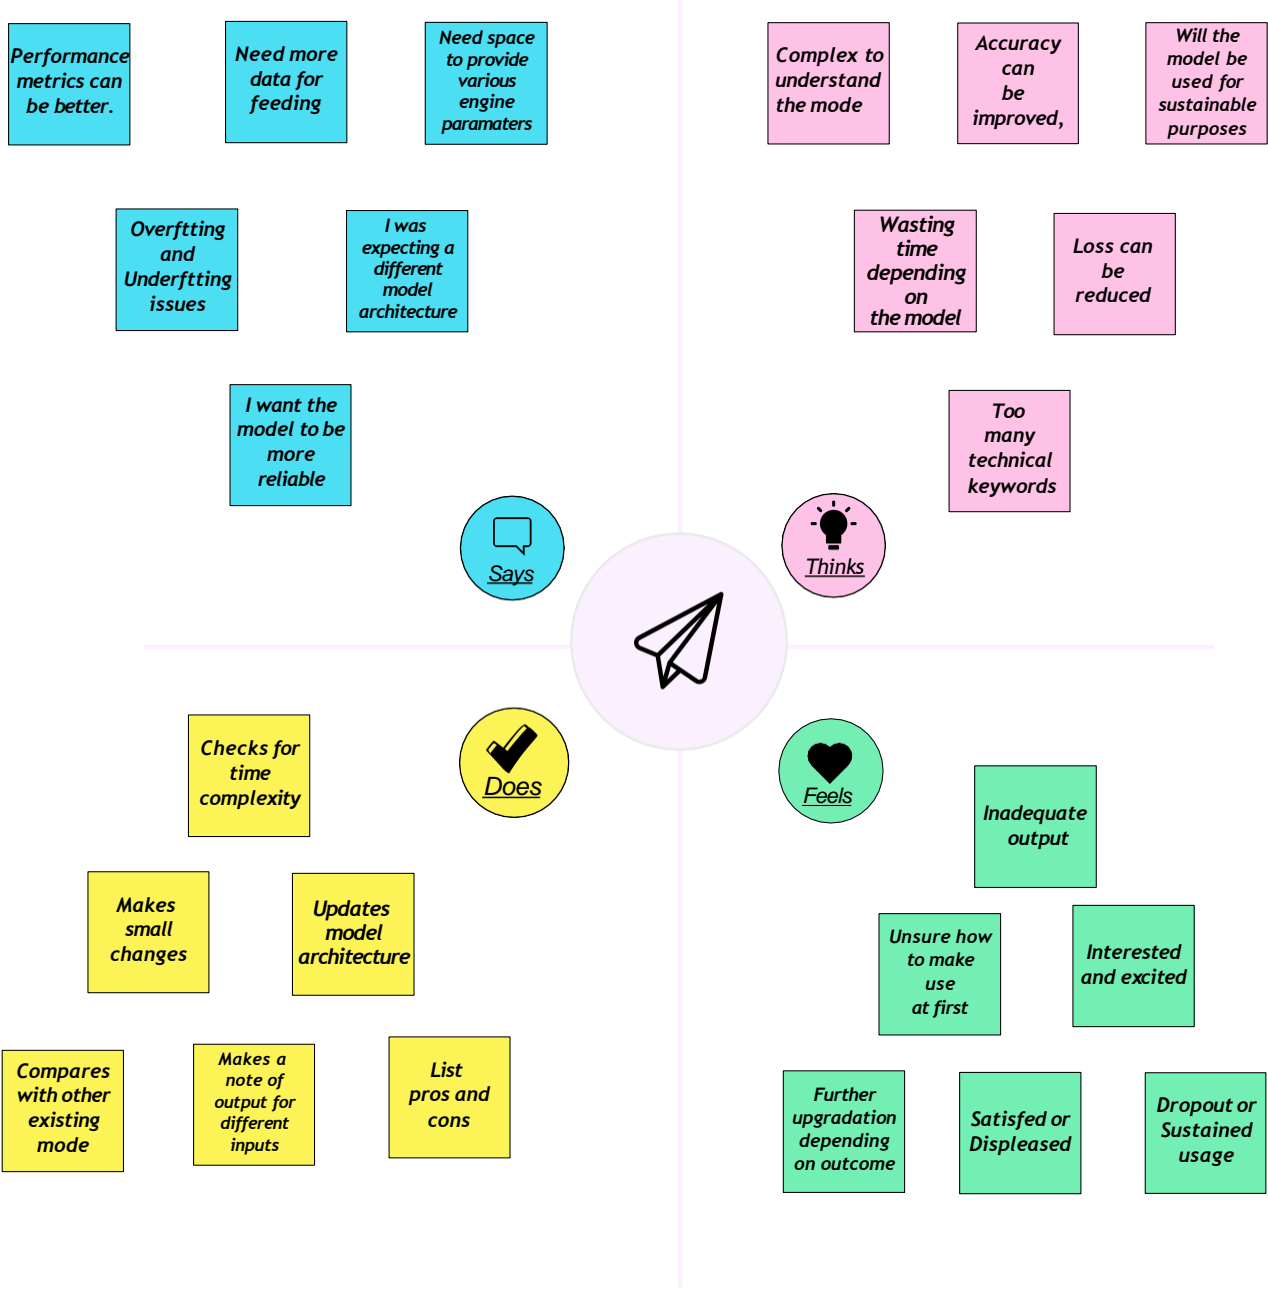 Performance
metrics can
be better.
Need more
data for
feeding
Need space
to provide
various
engine
paramaters
Overftting
and
Underftting
issues
I was
expecting a
different
model
architecture
I want the
model to be
more
reliable
Says
Complex to
understand
the mode
Accuracy
can
be
improved,
Will the
model be
used for
sustainable
purposes
Wasting
time
depending
on
the model
Loss can
be
reduced
Too
many
technical
keywords
Thinks
Checks for
time
complexity
Does
Makes
small
changes
Updates
model
architecture
Compares
with other
existing
mode
Makes a
note of
output for
different
inputs
List
pros and
cons
Feels
Inadequate
output
Unsure how
to make
use
at first
Interested
and excited
Further
upgradation
depending
on outcome
Satisfed or
Displeased
Dropout or
Sustained
usage